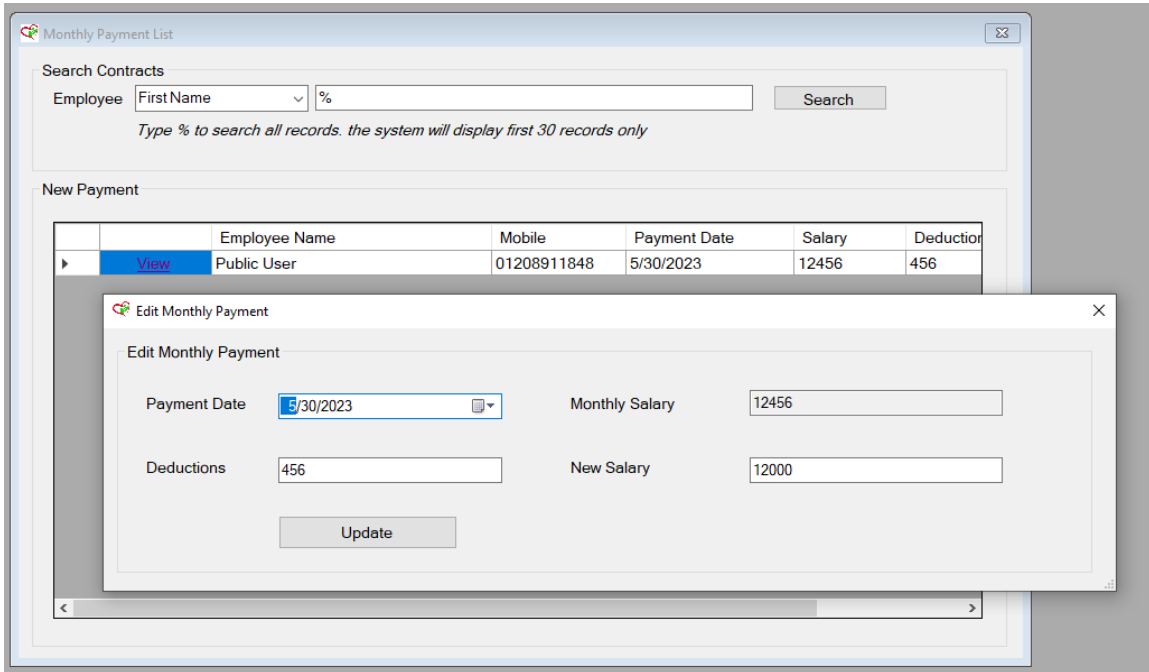 Monthly Payment List
Search Contracts
Employee First Name % Search
Type % to search all records. the system will display first 30 records only
New Payment
Employee Name Mobile Payment Date Salary Deduction
View Public User 01208911848 5/30/2023 12456 456
Edit Monthly Payment
Edit Monthly Payment
Payment Date 5/30/2023 Monthly Salary 12456
Deductions 456 New Salary 12000
Update